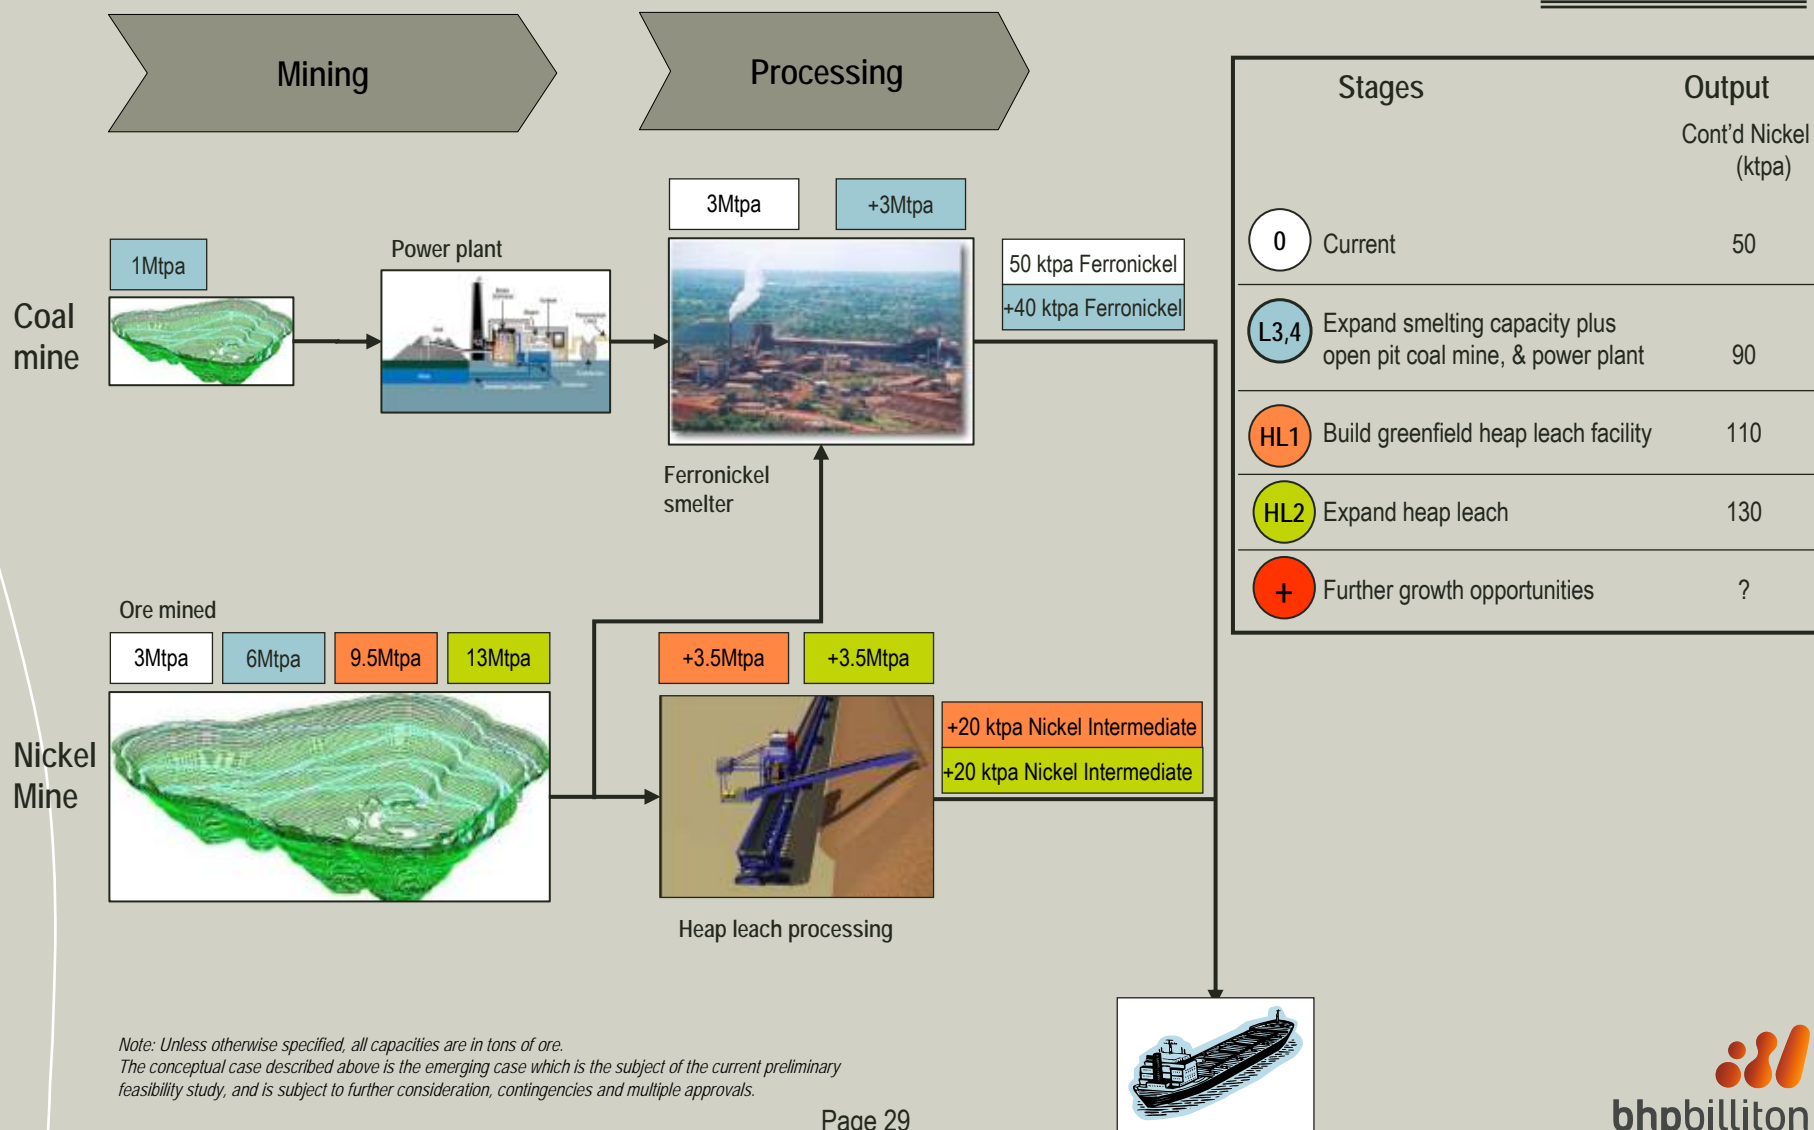 Mining
Processing
Stages
Output
Cont'd Nickel
(ktpa)
0
Current
50
L3,4
Expand smelting capacity plus
open pit coal mine, & power plant
90
HL1
Build greenfield heap leach facility
110
HL2
Expand heap leach
130
+
Further growth opportunities
?
3Mtpa
+3Mtpa
1Mtpa
Power plant
50 ktpa Ferronickel
+40 ktpa Ferronickel
Coal
mine
Ferronickel
smelter
Ore mined
3Mtpa
6Mtpa
9.5Mtpa
13Mtpa
+3.5Mtpa
+3.5Mtpa
+20 ktpa Nickel Intermediate
+20 ktpa Nickel Intermediate
Nickel
Mine
Heap leach processing
Note: Unless otherwise specified, all capacities are in tons of ore.
The conceptual case described above is the emerging case which is the subject of the current preliminary
feasibility study, and is subject to further consideration, contingencies and multiple approvals.
Page 29
bhpbilliton